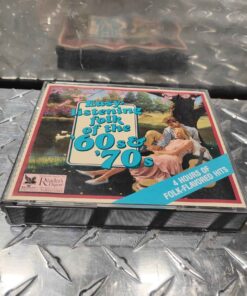 Easy
Listening
folk
of the
60s &
'70s
4 HOURS OF
FOLK-FLAVORED HITS
Reader's
Digest